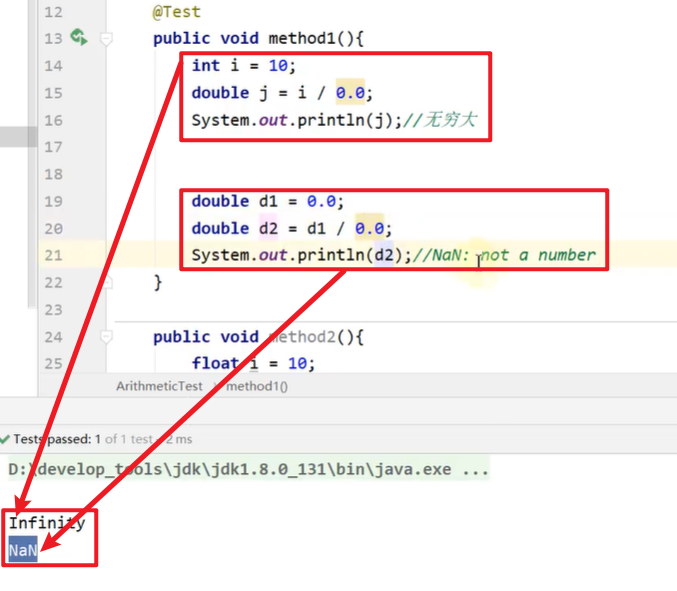 12 @Test
13 public void method1(){
14 int i = 10;
15 double j = i / 0.0;
16 System.out.println(j);//无穷大
17
18
19 double d1 = 0.0;
20 double d2 = d1 / 0.0;
21 System.out.println(d2);//NaN: not a number
22 }
23
24 public void method2(){
25 float i = 10;
ArithmeticTest › method1()
Tests passed: 1 of 1 test – 2 ms
D:\develop_tools\jdk\jdk1.8.0_131\bin\java.exe ...
Infinity
NaN